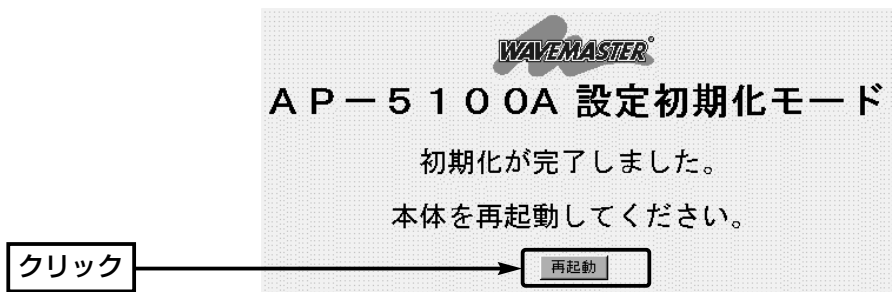 WAVEMASTER®
AP－5100A 設定初期化モード
初期化が完了しました。
本体を再起動してください。
クリック
再起動